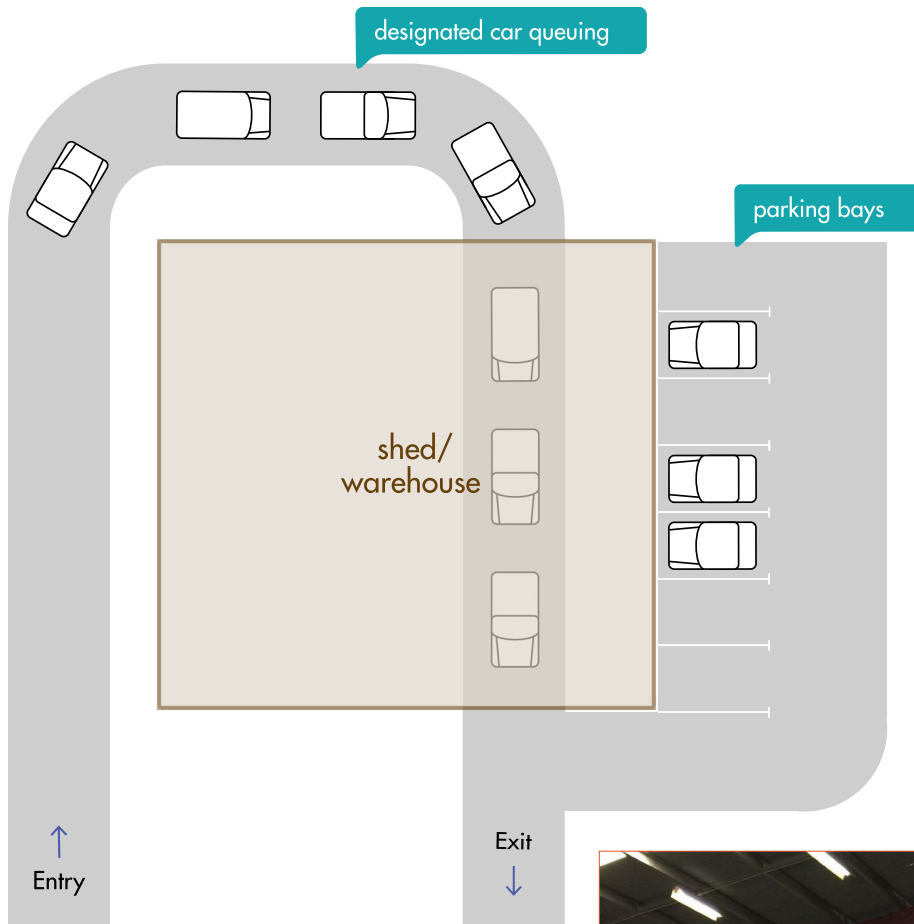 designated car queuing
parking bays
shed/
warehouse
Exit
Entry